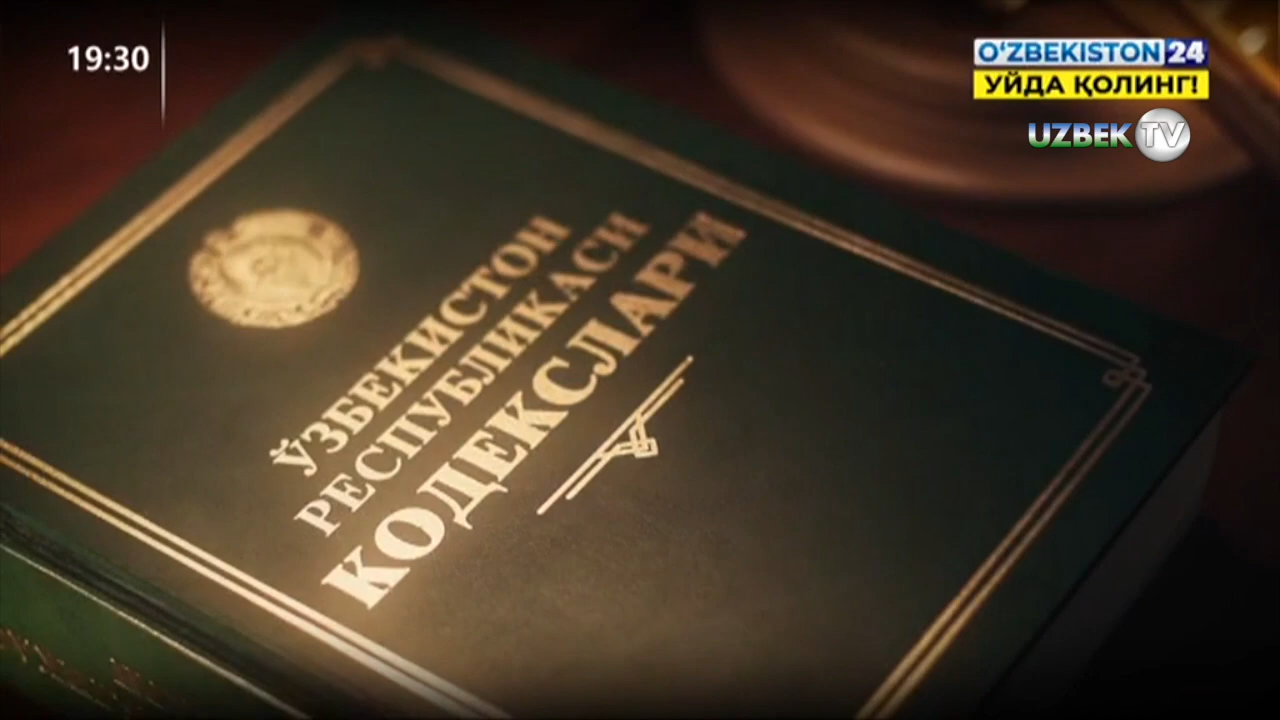 19:30
O‘ZBEKISTON 24
УЙДА ҚОЛИНГ!
UZBEK TV
ЎЗБЕКИСТОН
РЕСПУБЛИКАСИ
КОДЕКСЛАРИ